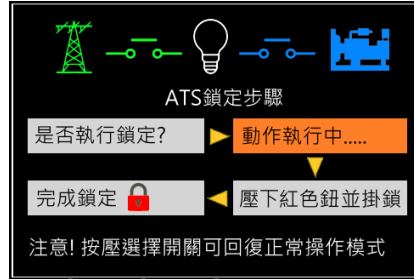 ATS鎖定步驟
是否執行鎖定?
動作執行中.....
壓下紅色鈕並掛鎖
完成鎖定
注意! 按壓選擇開關可回復正常操作模式